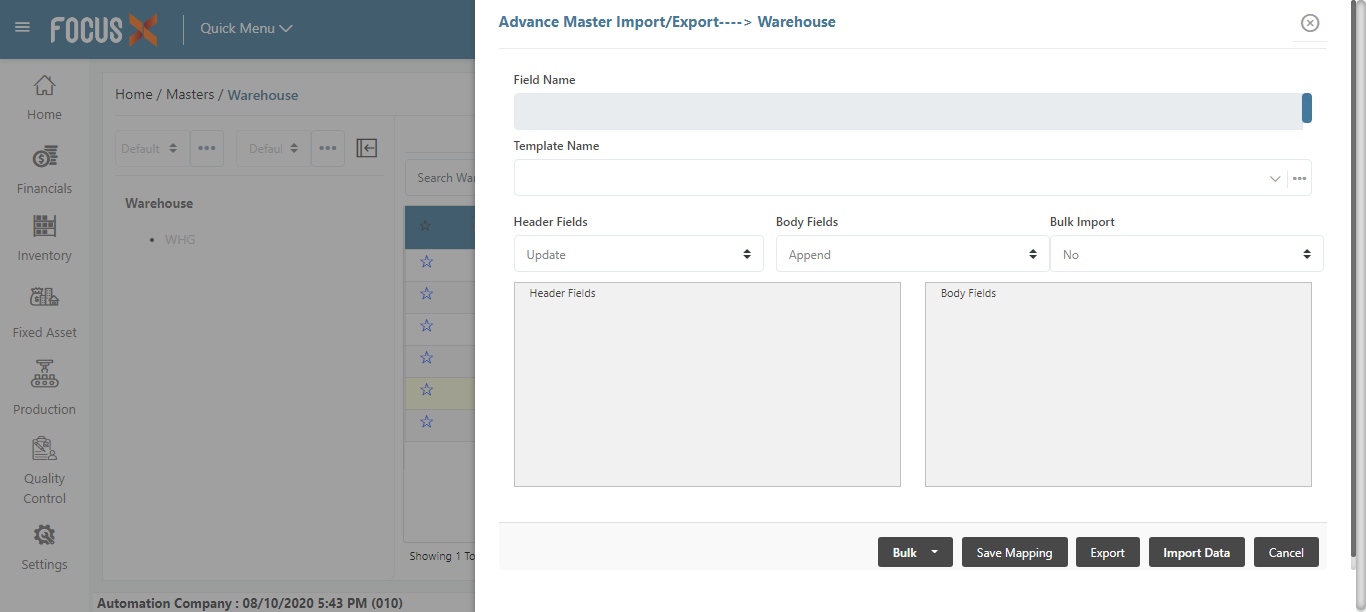 FOCUS X
Quick Menu
Home
Financials
Inventory
Fixed Asset
Production
Quality
Control
Settings
Home / Masters / Warehouse
Default
Defaul
Warehouse
WHG
Search Wa
Showing 1 To
Automation Company : 08/10/2020 5:43 PM (010)
Advance Master Import/Export----> Warehouse
Field Name
Template Name
Header Fields Body Fields Bulk Import
Update Append No
Header Fields Body Fields
Bulk Save Mapping Export Import Data Cancel